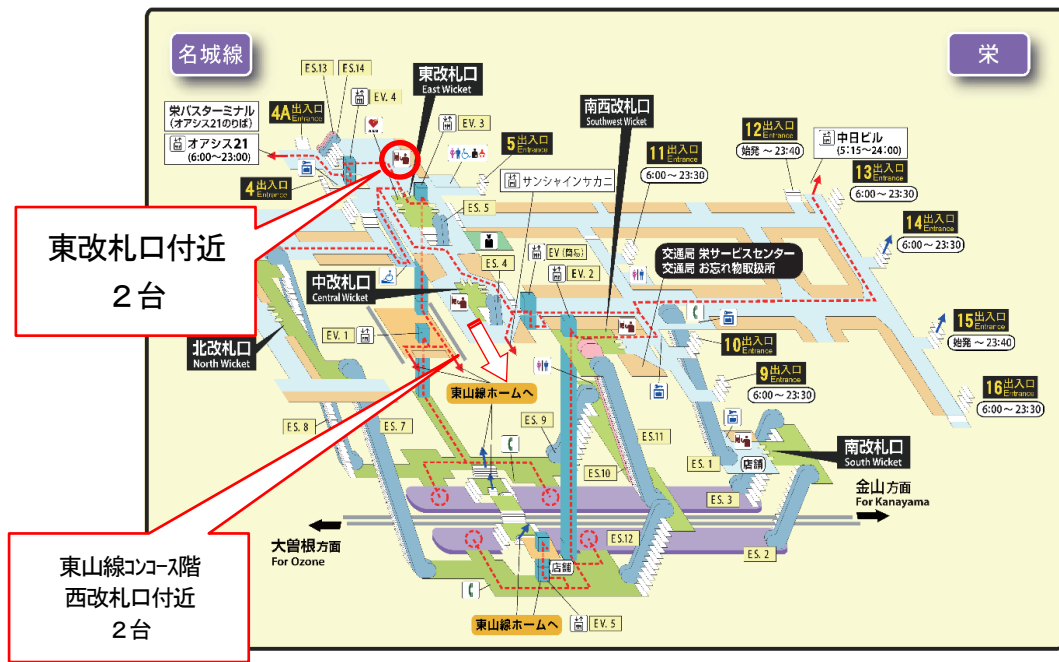 名城線
栄
ES.13
ES.14
東改札口
East Wicket
EV. 4
栄バスターミナル
(オアシス21のりば)
4A出入口
Entrance
EV. 3
南西改札口
Southwest Wicket
12出入口
Entrance
始発～23:40
中日ビル
(5:15～24:00)
オアシス21
(6:00～23:00)
5出入口
Entrance
11出入口
Entrance
6:00～23:30
13出入口
Entrance
6:00～23:30
4出入口
Entrance
サンシャインサカエ
東改札口付近
2台
ES. 5
14出入口
Entrance
6:00～23:30
EV(簡易)
交通局 栄サービスセンター
交通局 お忘れ物取扱所
ES. 4
EV. 2
中改札口
Central Wicket
15出入口
Entrance
始発～23:40
EV. 1
北改札口
North Wicket
10出入口
Entrance
9出入口
Entrance
6:00～23:30
16出入口
Entrance
6:00～23:30
東山線ホームへ
ES. 8
ES. 7
ES. 9
ES.11
ES. 1
南改札口
South Wicket
店舗
ES.10
ES. 3
金山方面
For Kanayama
大曽根方面
For Ozone
ES.12
ES. 2
東山線コンコース階
西改札口付近
2台
店舗
東山線ホームへ
EV. 5